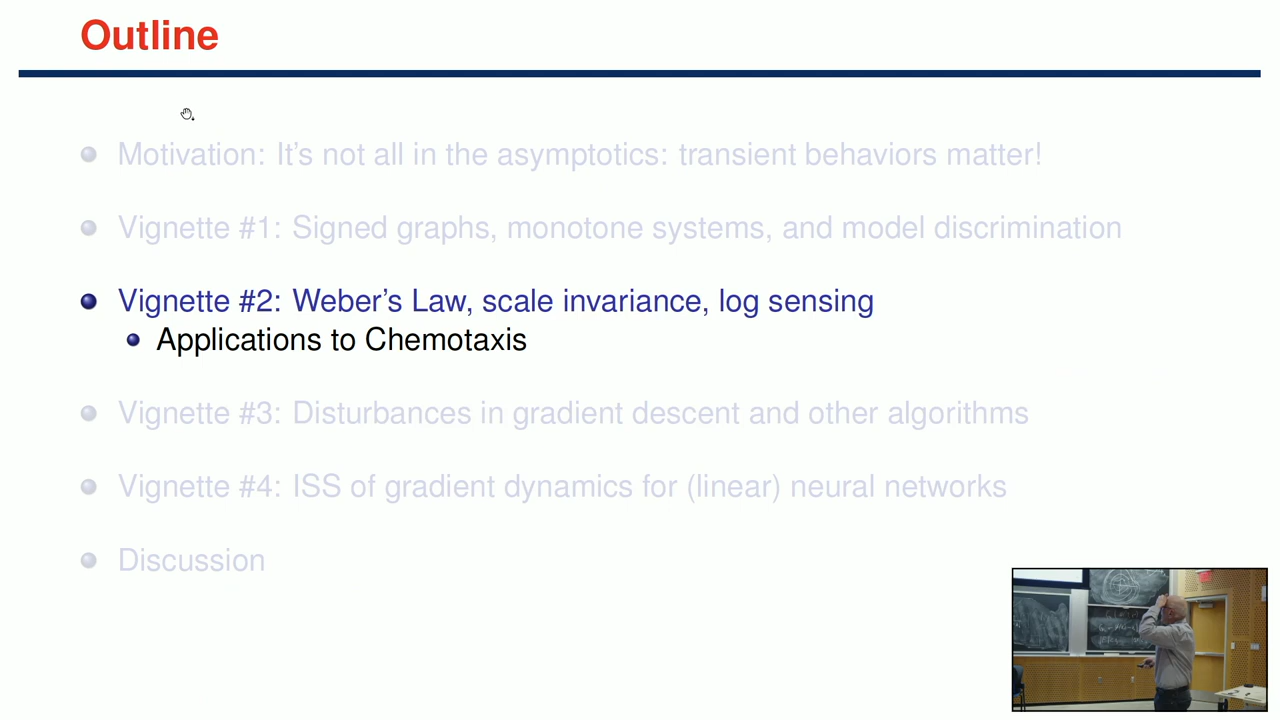 Outline
Motivation: It's not all in the asymptotics: transient behaviors matter!
Vignette #1: Signed graphs, monotone systems, and model discrimination
Vignette #2: Weber's Law, scale invariance, log sensing
Applications to Chemotaxis
Vignette #3: Disturbances in gradient descent and other algorithms
Vignette #4: ISS of gradient dynamics for (linear) neural networks
Discussion